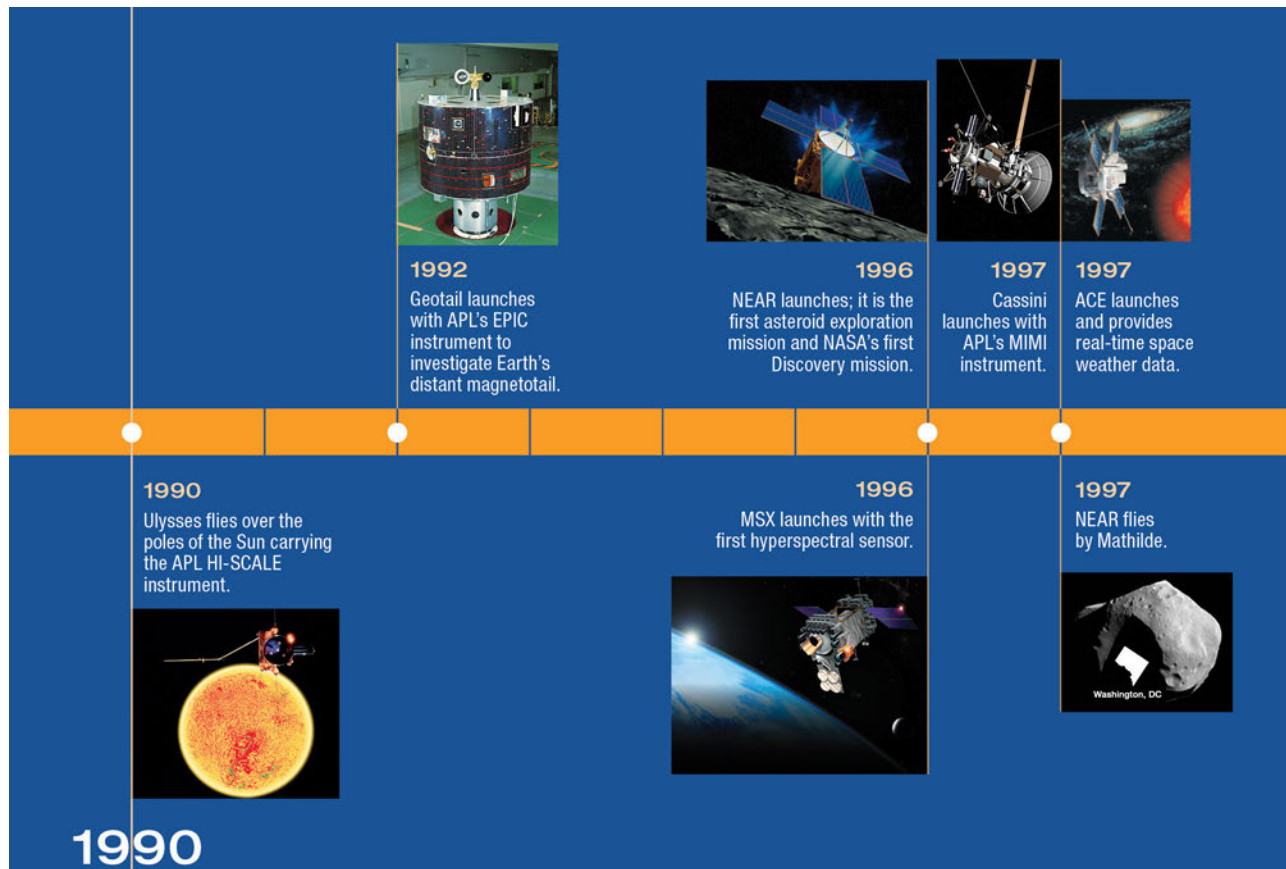 1992
Geotail launches
with APL’s EPIC
instrument to
investigate Earth’s
distant magnetotail.
1996
NEAR launches; it is the
first asteroid exploration
mission and NASA’s first
Discovery mission.
1997
Cassini
launches with
APL’s MIMI
instrument.
1997
ACE launches
and provides
real-time space
weather data.
1990
Ulysses flies over the
poles of the Sun carrying
the APL HI-SCALE
instrument.
1996
MSX launches with the
first hyperspectral sensor.
1997
NEAR flies
by Mathilde.
Washington, DC
1990